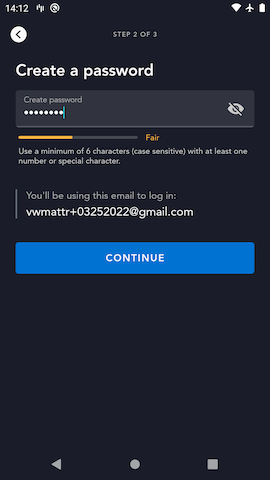 14:12
STEP 2 OF 3
Create a password
Create password
••••••••
Fair
Use a minimum of 6 characters (case sensitive) with at least one
number or special character.
You'll be using this email to log in:
vwmattr+03252022@gmail.com
CONTINUE